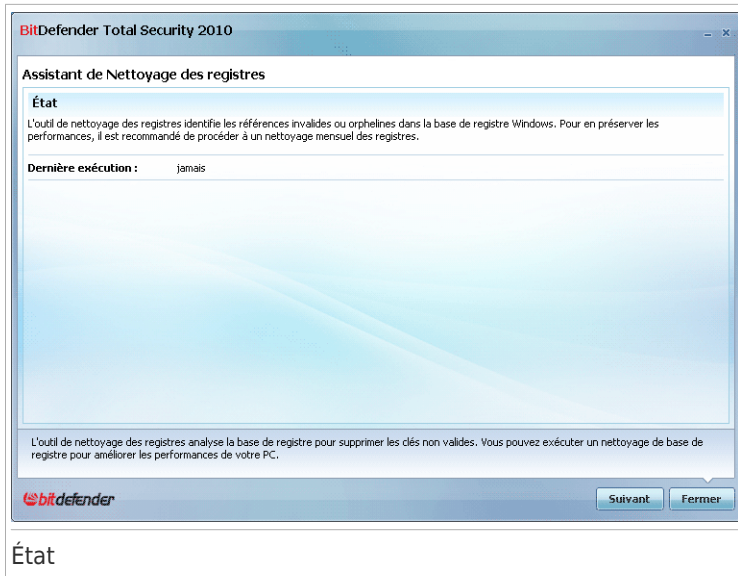 BitDefender Total Security 2010
Assistant de Nettoyage des registres
État
L'outil de nettoyage des registres identifie les références invalides ou orphelines dans la base de registre Windows. Pour en préserver les
performances, il est recommandé de procéder à un nettoyage mensuel des registres.
Dernière exécution : jamais
L'outil de nettoyage des registres analyse la base de registre pour supprimer les clés non valides. Vous pouvez exécuter un nettoyage de base de
registre pour améliorer les performances de votre PC.
bitdefender
Suivant Fermer
État